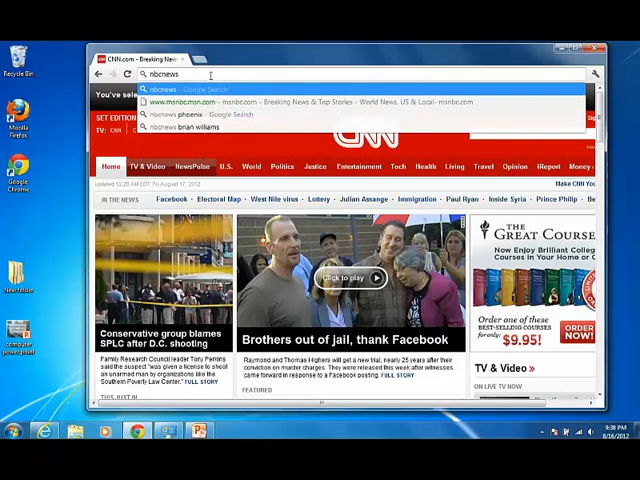 Recycle Bin
Mozilla
Firefox
Google
Chrome
New folder
computer
powerpoint
CNN.com - Breaking News
nbcnews
nbcnews - Google Search
www.msnbc.msn.com - msnbc.com - Breaking News & Top Stories - World News, US & Local- msnbc.com
nbcnews phoenix - Google Search
nbcnews brian williams
You've selec
SET EDITION
TV: CNN
CNN
Sign
Home TV & Video NewsPulse U.S. World Politics Justice Entertainment Tech Health Living Travel Opinion iReport Money
updated 12:28 AM EDT, Fri August 17, 2012
Make CNN Yo
IN THE NEWS Facebook Electoral Map West Nile virus Lottery Julian Assange Immigration Paul Ryan Inside Syria Prince Philip Be
Conservative group blames
SPLC after D.C. shooting
Family Research Council leader Tony Perkins
said the suspect "was given a license to shoot
an unarmed man by organizations like the
Southern Poverty Law Center." FULL STORY
Click to play
Brothers out of jail, thank Facebook
Raymond and Thomas Highers will get a new trial, nearly 25 years after their
conviction on murder charges. They were released this week after witnesses
came forward in response to a Facebook posting. FULL STORY
FEATURED
THE
GREAT COURSE
Now Enjoy Brilliant Colleg
Courses in Your Home or C
Order one of these
BEST-SELLING COURSES
FOR ONLY
$9.95!
ORDER
NOW!
TV & Video »
ON LIVE TV NOW
9:38 PM
8/16/2012